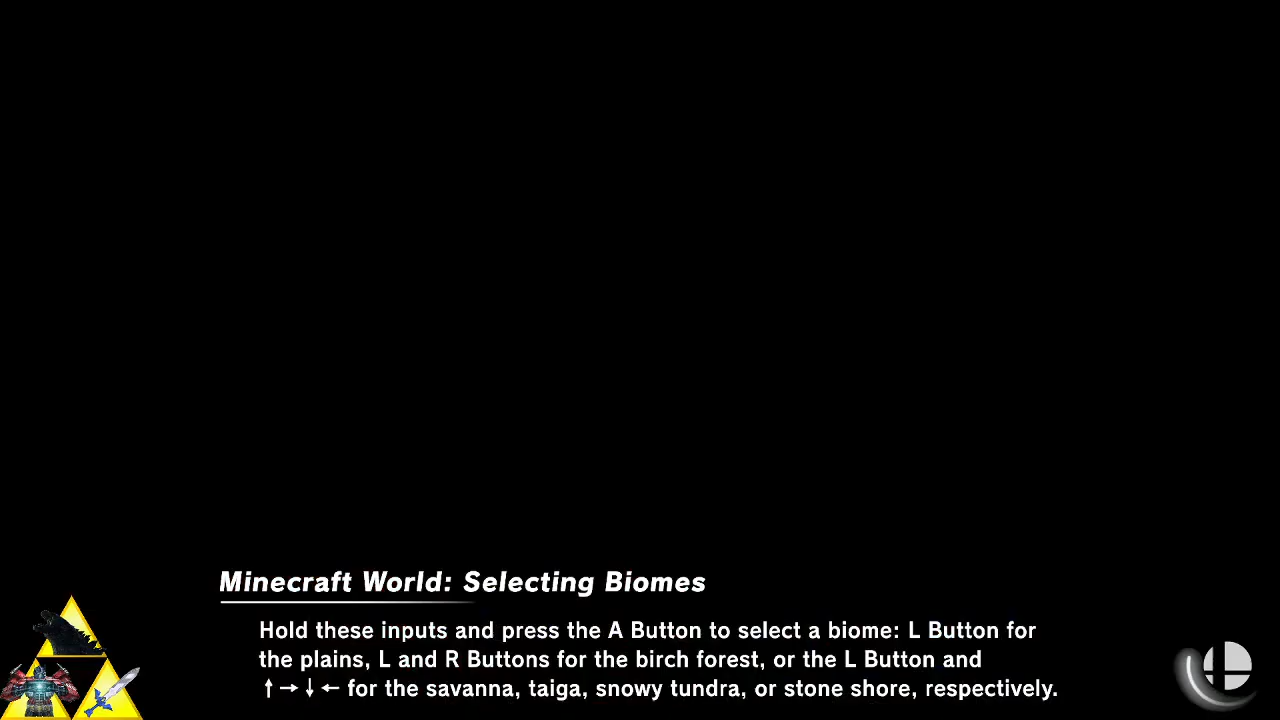 Minecraft World: Selecting Biomes
Hold these inputs and press the A Button to select a biome: L Button for
the plains, L and R Buttons for the birch forest, or the L Button and
↑→↓← for the savanna, taiga, snowy tundra, or stone shore, respectively.